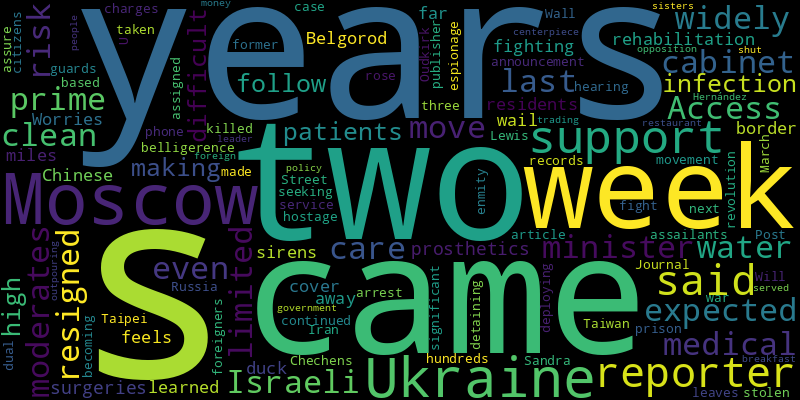 years
two
week
S
came
Moscow
Ukraine
said
reporter
support
Israeli
water
expected
minister
medical
care
limited
moderates
resigned
Access
cabinet
widely
infection
last
move
prime
clean
risk
high
difficult
follow
patients
making
even
surgeries
prosthetics
rehabilitation
fighting
border
wail
sirens
away
cover
duck
feels
learned
Belgorod
residents
Chinese
Worries
miles
belligerence
killed
phone
charges
taken
case
far
assure
citizens
guards
based
people
U
money
former
assigned
publisher
Oudkirk
espionage
three
rose
Wall
centerpiece
announcement
hearing
sisters
opposition
shut
Hernández
restaurant
trading
Lewis
records
movement
March
policy
Street
seeking
service
hostage
made
foreign
leader
enmity
fight
next
revolution
article
assailants
Post
Journal
War
Will
served
prison
Taiwan
deploying
detaining
significant
arrest
government
continued
Iran
Chechens
hundreds
Sandra
foreigners
Russia
Taipei
becoming
dual
outpouring
leaves
stolen
breakfast